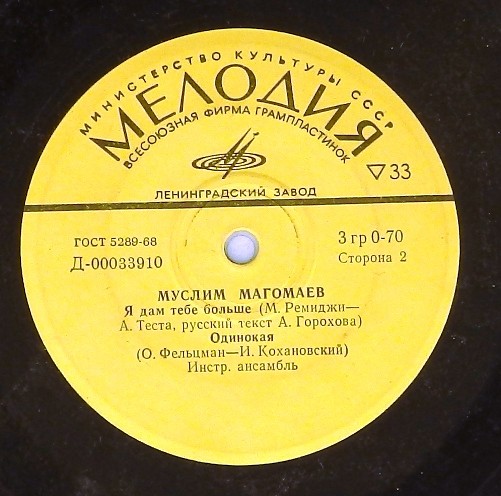 МИНИСТЕРСТВО КУЛЬТУРЫ СССР
МЕЛОДИЯ
ВСЕСОЮЗНАЯ ФИРМА ГРАМПЛАСТИНОК
▽33
ЛЕНИНГРАДСКИЙ ЗАВОД
ГОСТ 5289-68
3 гр 0-70
Д-00033910
Сторона 2
МУСЛИМ МАГОМАЕВ
Я дам тебе больше (М. Ремиджи—
А. Теста, русский текст А. Горохова)
Одинокая
(О. Фельцман—И. Кохановский)
Инстр. ансамбль